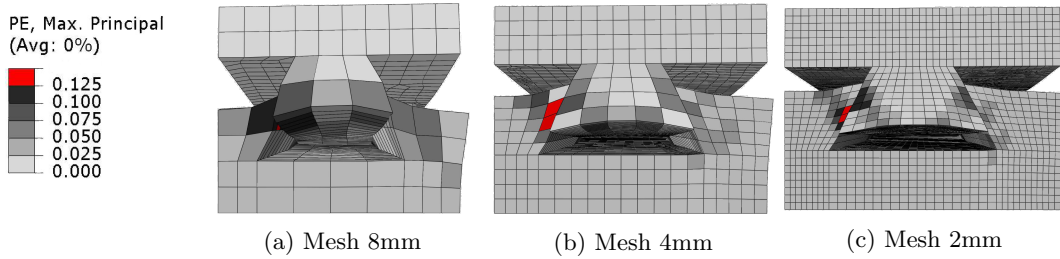 PE, Max. Principal
(Avg: 0%)
0.125
0.100
0.075
0.050
0.025
0.000
(a) Mesh 8mm
(b) Mesh 4mm
(c) Mesh 2mm